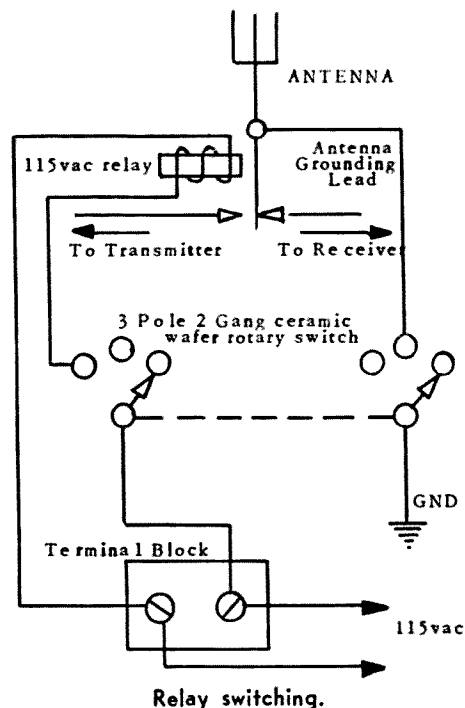 ANTENNA
115vac relay
Antenna
Grounding
Lead
To Transmitter
To Receiver
3 Pole 2 Gang ceramic
wafer rotary switch
GND
Terminal Block
115vac
Relay switching.